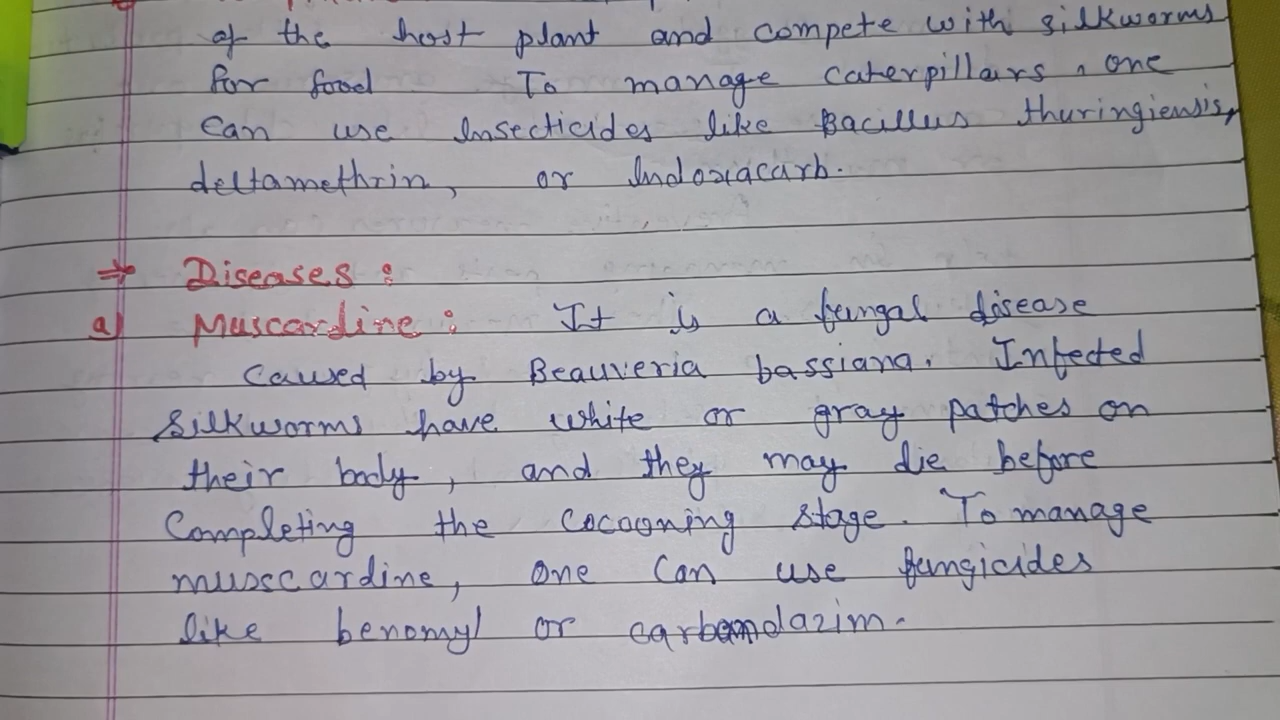 of the host plant and compete with silkworms
for food To manage caterpillars, one
can use Insecticides like Bacillus thuringiensis,
deltamethrin, or Indoxiacarb.
⇒ Diseases :
a) Muscardine : It is a fungal disease
caused by Beauveria bassiana. Infected
silkworms have white or gray patches on
their body, and they may die before
Completing the Cocooning stage. To manage
muscardine, one can use fungicides
like benomyl or carbendazim.